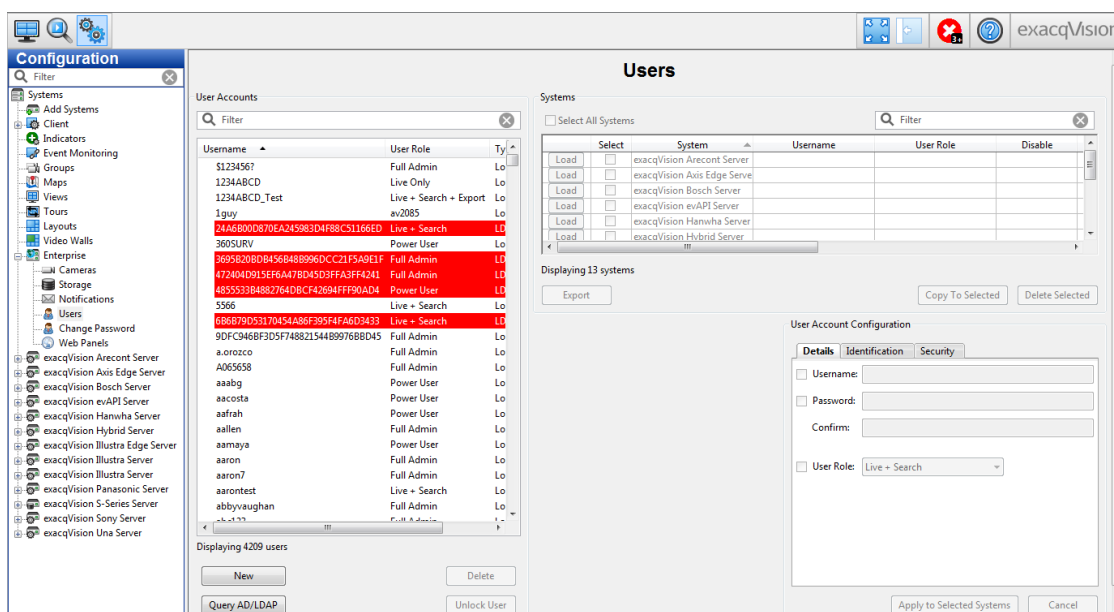 exacqVision
3+
Configuration
Filter
Systems
Add Systems
Client
Indicators
Event Monitoring
Groups
Maps
Views
Tours
Layouts
Video Walls
Enterprise
Cameras
Storage
Notifications
Users
Change Password
Web Panels
exacqVision Arecont Server
exacqVision Axis Edge Server
exacqVision Bosch Server
exacqVision evAPI Server
exacqVision Hanwha Server
exacqVision Hybrid Server
exacqVision Illustra Edge Server
exacqVision Illustra Server
exacqVision Illustra Server
exacqVision Panasonic Server
exacqVision S-Series Server
exacqVision Sony Server
exacqVision Una Server
Users
User Accounts
Filter
Username User Role Ty
$123456? Full Admin Lo
1234ABCD Live Only Lo
1234ABCD_Test Live + Search + Export Lo
1guy av2085 Lo
24A6B00D870EA245983D4F88C51166ED Live + Search LD
360SURV Power User Lo
3695B20BDB456B48B996DCC21F5A9E1F Full Admin LD
472404D915EF6A47BD45D3FFA3FF4241 Full Admin LD
4855533B4882764DBCF42694FFF90AD4 Power User LD
5566 Live + Search Lo
6B6B79D53170454A86F395F4FA6D3433 Live + Search LD
9DFC946BF3D5F748821544B9976BBD45 Full Admin Lo
a.orozco Full Admin Lo
A065658 Full Admin Lo
aaabg Power User Lo
aacosta Power User Lo
aafrah Power User Lo
aallen Full Admin Lo
aamaya Power User Lo
aaron Full Admin Lo
aaron7 Full Admin Lo
aarontest Live + Search Lo
abbyvaughan Full Admin Lo
abc123 Full Admin Lo
Displaying 4209 users
New Delete
Query AD/LDAP Unlock User
Systems
Select All Systems Filter
Select System Username User Role Disable
Load exacqVision Arecont Server
Load exacqVision Axis Edge Serve
Load exacqVision Bosch Server
Load exacqVision evAPI Server
Load exacqVision Hanwha Server
Load exacqVision Hybrid Server
Displaying 13 systems
Export Copy To Selected Delete Selected
User Account Configuration
Details Identification Security
Username:
Password:
Confirm:
User Role: Live + Search
Apply to Selected Systems Cancel